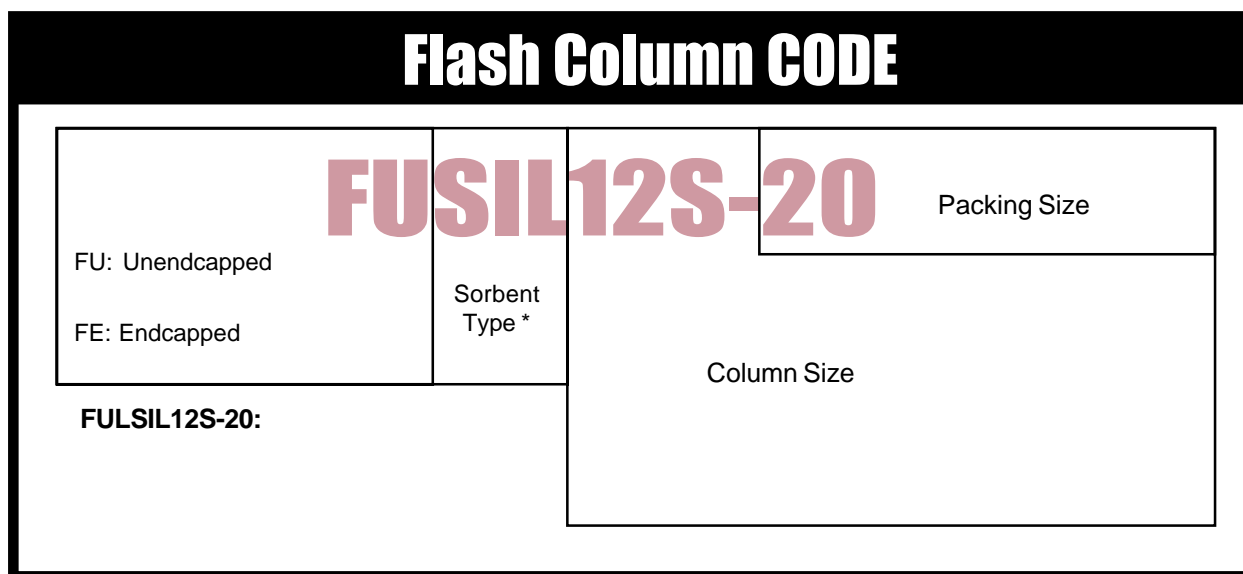 Flash Column CODE
FUSIL12S-20
Packing Size
FU: Unendcapped
FE: Endcapped
Sorbent
Type *
Column Size
FULSIL12S-20: